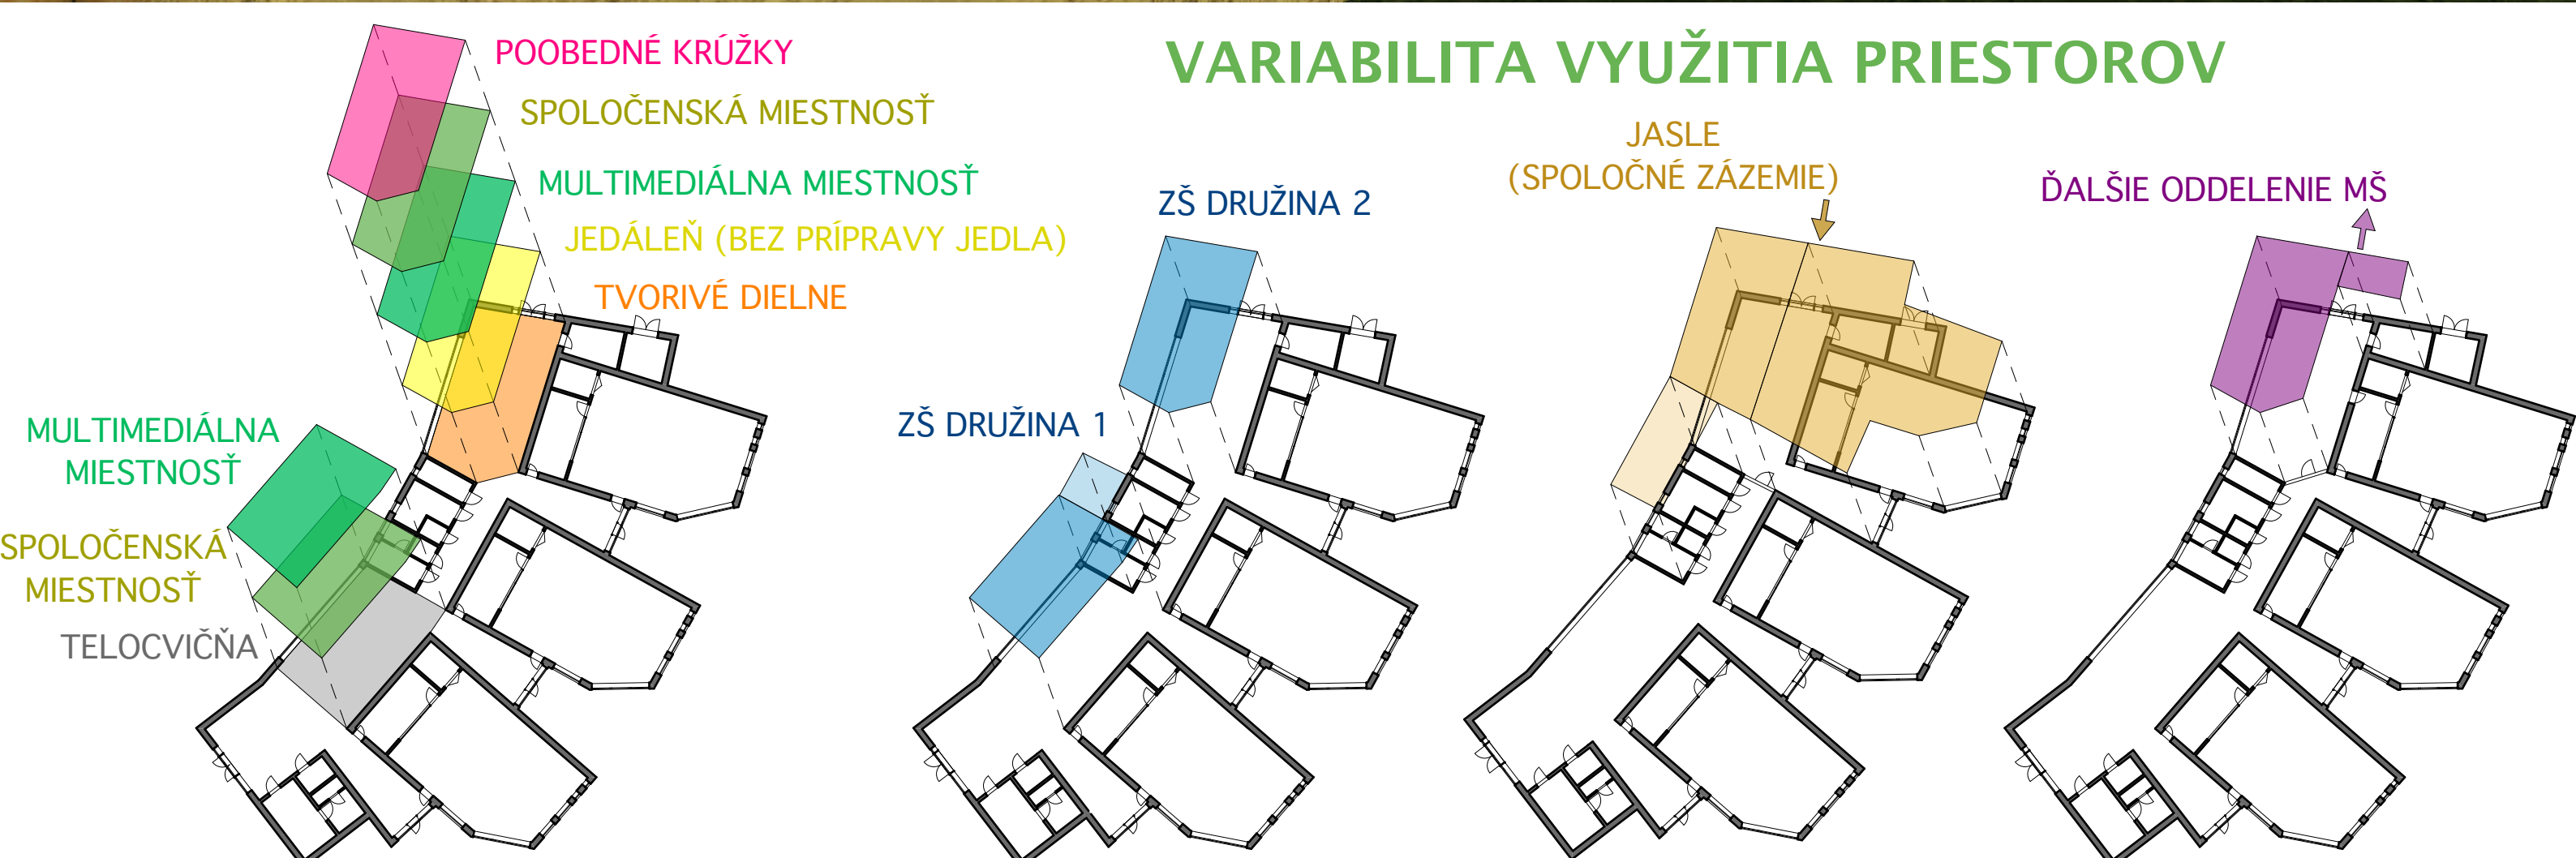 VARIABILITA VYUŽITIA PRIESTOROV
POOBEDNÉ KRÚŽKY
SPOLOČENSKÁ MIESTNOSŤ
MULTIMEDIÁLNA MIESTNOSŤ
JEDÁLEŇ (BEZ PRÍPRAVY JEDLA)
TVORIVÉ DIELNE
MULTIMEDIÁLNA
MIESTNOSŤ
SPOLOČENSKÁ
MIESTNOSŤ
TELOCVIČŇA
ZŠ DRUŽINA 2
ZŠ DRUŽINA 1
JASLE
(SPOLOČNÉ ZÁZEMIE)
ĎALŠIE ODDELENIE MŠ